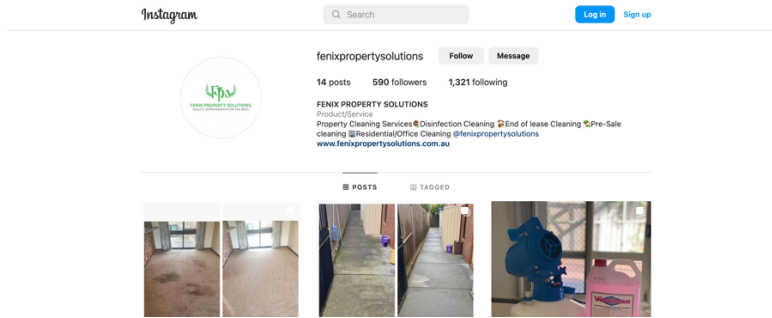 Instagram
Search
Log in
Sign up
fenixpropertysolutions
Follow
Message
14 posts
590 followers
1,321 following
Fps
FENIX PROPERTY SOLUTIONS
FENIX PROPERTY SOLUTIONS
Product/Service
Property Cleaning Services Disinfection Cleaning End of lease Cleaning Pre-Sale
cleaning Residential/Office Cleaning @fenixpropertysolutions
www.fenixpropertysolutions.com.au
POSTS
TAGGED